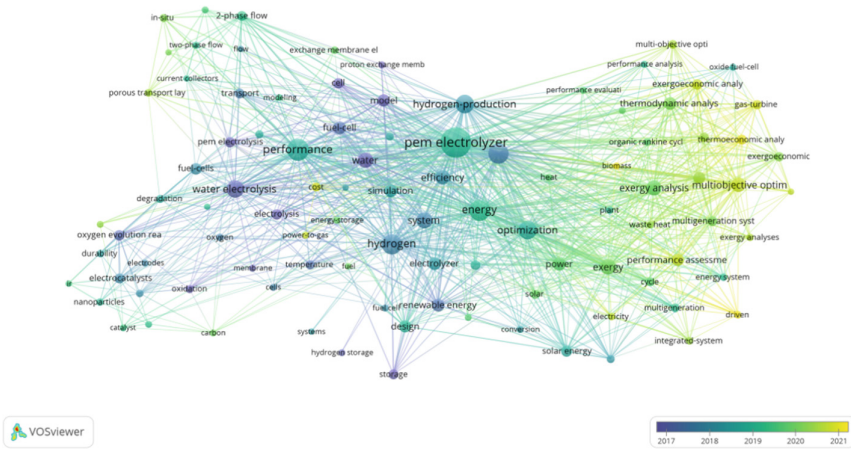 in-situ
2-phase flow
two-phase flow
flow
exchange membrane el
multi-objective opti
proton exchange memb
performance analysis
oxide fuel-cell
current collectors
cell
porous transport lay
transport
modeling
model
hydrogen-production
performance evaluati
exergoeconomic analy
thermodynamic analys
gas-turbine
pem electrolysis
fuel-cell
pem electrolyzer
organic rankine cycl
thermoeconomic analy
performance
water
exergoeconomic
fuel-cells
efficiency
heat
biomass
water electrolysis
cost
simulation
exergy analysis
multiobjective optim
degradation
electrolysis
energy-storage
system
energy
plant
waste heat
multigeneration syst
oxygen evolution rea
oxygen
power-to-gas
optimization
exergy analyses
durability
hydrogen
electrodes
membrane
temperature
fuel
electrolyzer
power
exergy
performance assessme
electrocatalysts
oxidation
cells
cycle
energy system
ir
nanoparticles
fuel cell
renewable energy
solar
multigeneration
catalyst
carbon
systems
design
conversion
electricity
driven
hydrogen storage
solar energy
integrated-system
storage
VOSviewer
2017 2018 2019 2020 2021